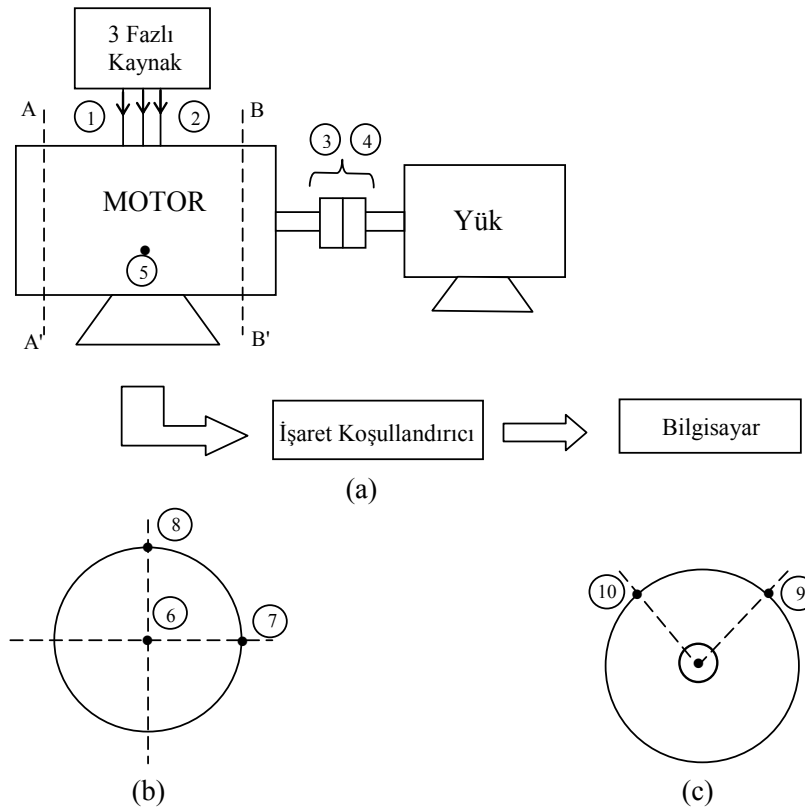 3 Fazlı
Kaynak
A
1
2
B
3
4
MOTOR
Yük
5
A'
B'
İşaret Koşullandırıcı
Bilgisayar
(a)
8
6
7
10
9
(b)
(c)